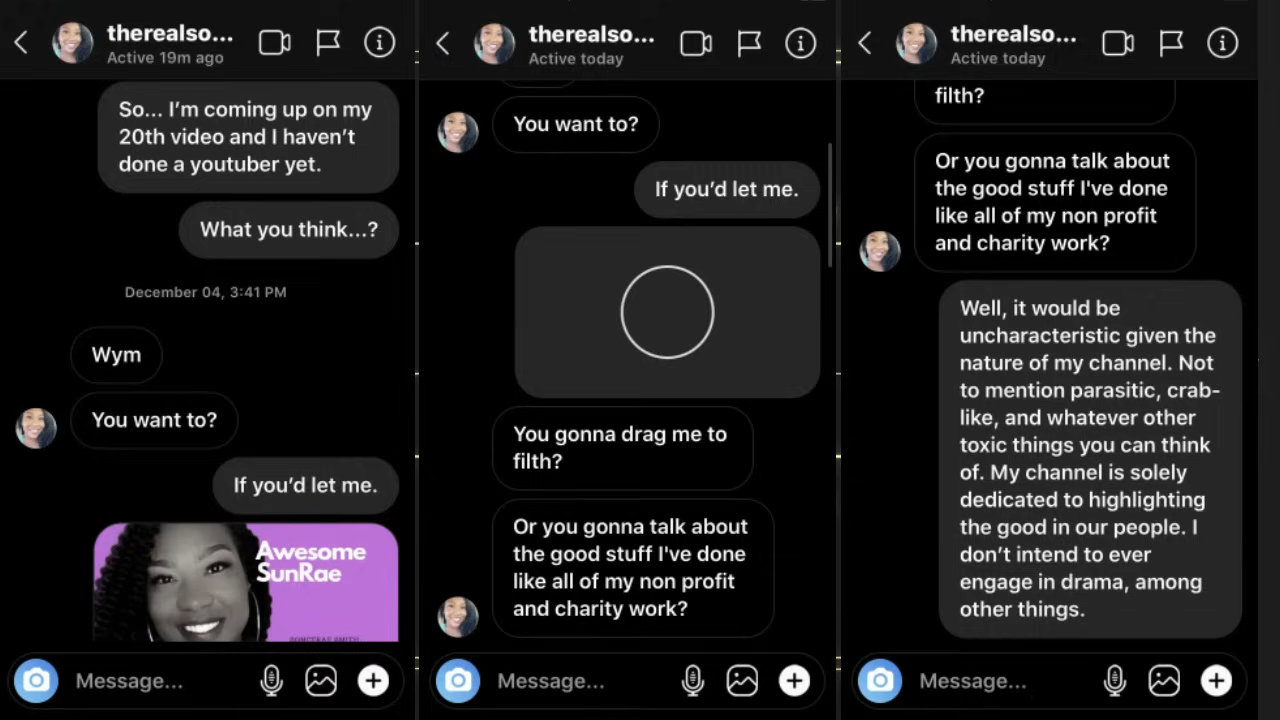 therealso...
Active 19m ago
So... I’m coming up on my
20th video and I haven’t
done a youtuber yet.
What you think...?
December 04, 3:41 PM
Wym
You want to?
If you’d let me.
Awesome
SunRae
Message...
therealso...
Active today
You want to?
If you’d let me.
You gonna drag me to
filth?
Or you gonna talk about
the good stuff I've done
like all of my non profit
and charity work?
Message...
therealso...
Active today
filth?
Or you gonna talk about
the good stuff I've done
like all of my non profit
and charity work?
Well, it would be
uncharacteristic given the
nature of my channel. Not
to mention parasitic, crab-
like, and whatever other
toxic things you can think
of. My channel is solely
dedicated to highlighting
the good in our people. I
don’t intend to ever
engage in drama, among
other things.
Message...